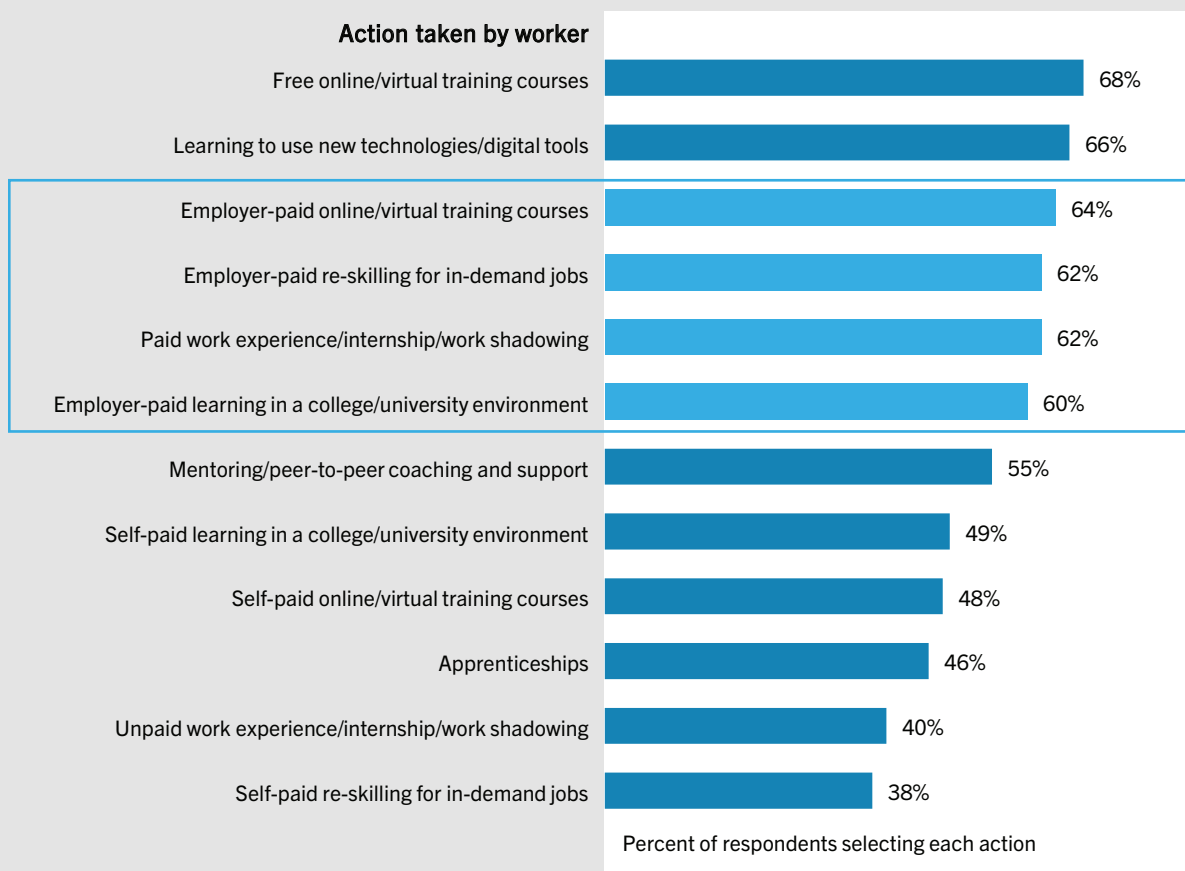 Action taken by worker
Free online/virtual training courses 68%
Learning to use new technologies/digital tools 66%
Employer-paid online/virtual training courses 64%
Employer-paid re-skilling for in-demand jobs 62%
Paid work experience/internship/work shadowing 62%
Employer-paid learning in a college/university environment 60%
Mentoring/peer-to-peer coaching and support 55%
Self-paid learning in a college/university environment 49%
Self-paid online/virtual training courses 48%
Apprenticeships 46%
Unpaid work experience/internship/work shadowing 40%
Self-paid re-skilling for in-demand jobs 38%
Percent of respondents selecting each action